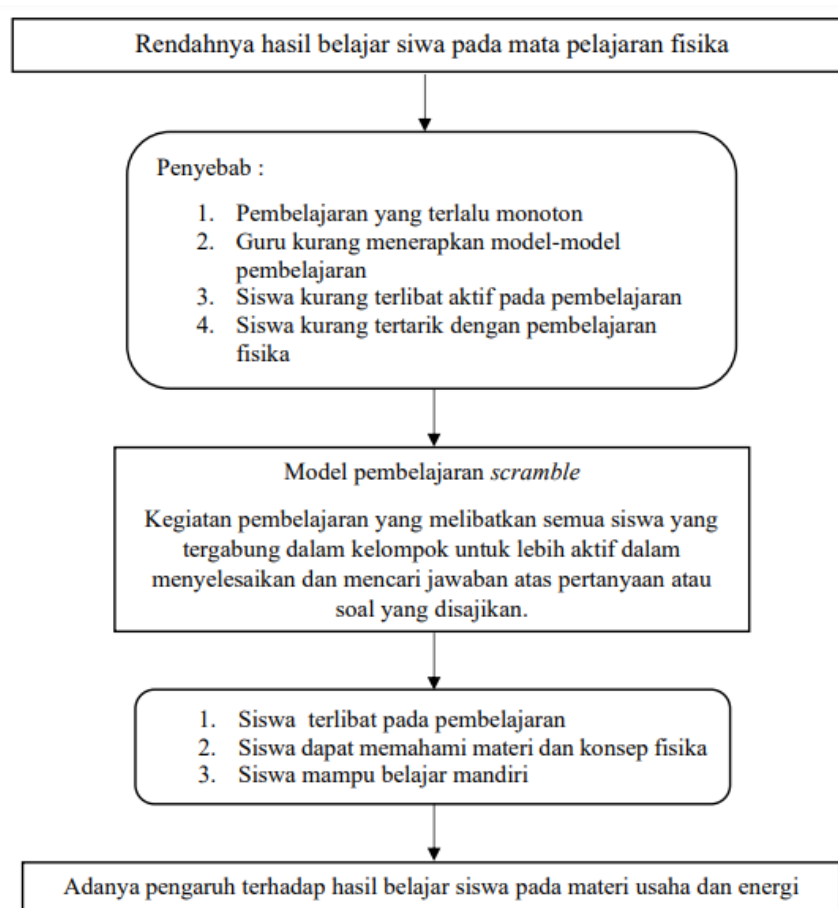 Rendahnya hasil belajar siwa pada mata pelajaran fisika
Penyebab :
1. Pembelajaran yang terlalu monoton
2. Guru kurang menerapkan model-model
pembelajaran
3. Siswa kurang terlibat aktif pada pembelajaran
4. Siswa kurang tertarik dengan pembelajaran
fisika
Model pembelajaran scramble
Kegiatan pembelajaran yang melibatkan semua siswa yang
tergabung dalam kelompok untuk lebih aktif dalam
menyelesaikan dan mencari jawaban atas pertanyaan atau
soal yang disajikan.
1. Siswa terlibat pada pembelajaran
2. Siswa dapat memahami materi dan konsep fisika
3. Siswa mampu belajar mandiri
Adanya pengaruh terhadap hasil belajar siswa pada materi usaha dan energi